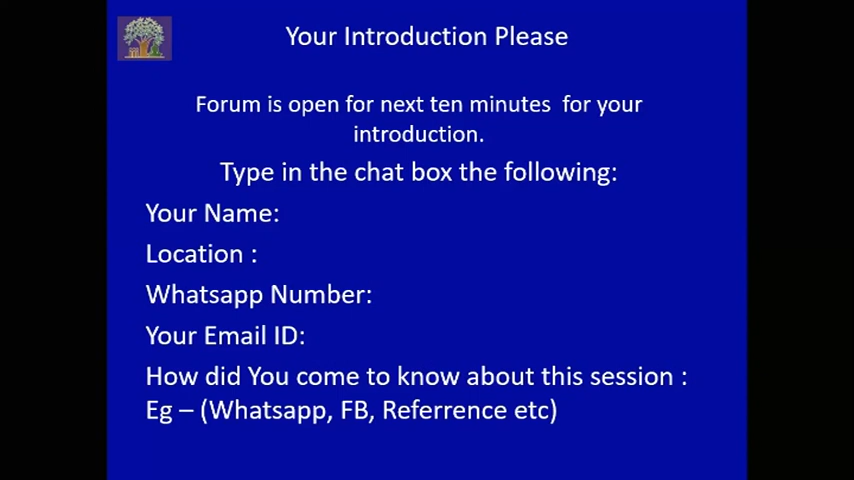 Your Introduction Please
Forum is open for next ten minutes for your
introduction.
Type in the chat box the following:
Your Name:
Location :
Whatsapp Number:
Your Email ID:
How did You come to know about this session :
Eg – (Whatsapp, FB, Referrence etc)